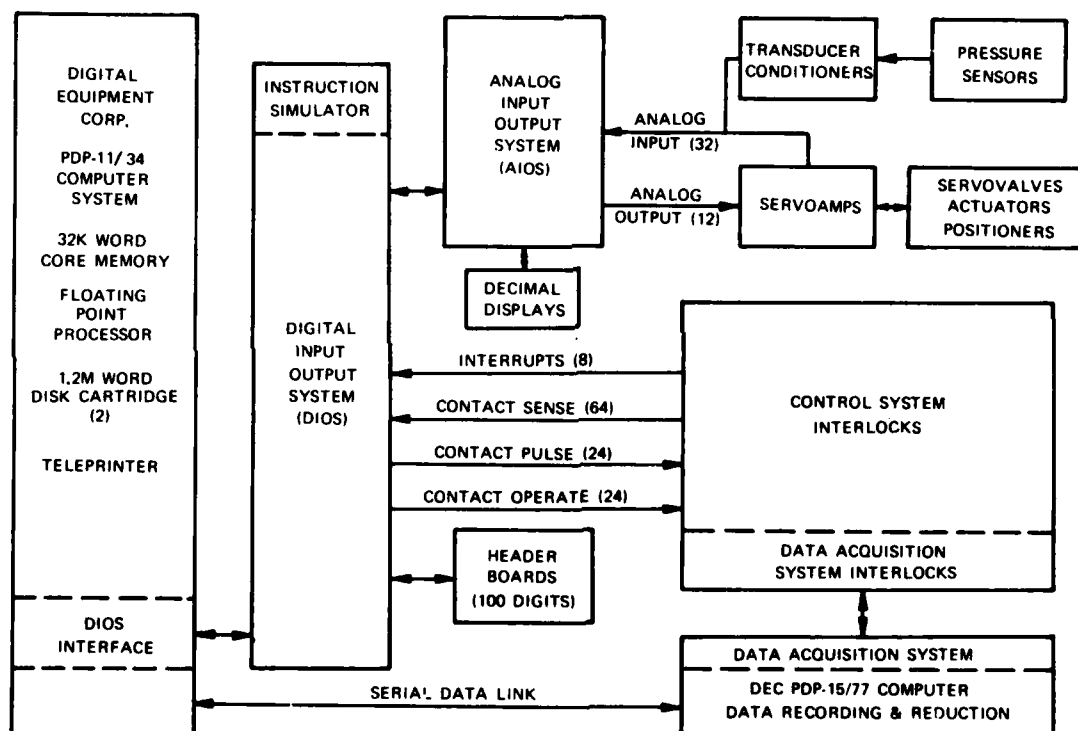 DIGITAL
EQUIPMENT
CORP.
PDP-11/34
COMPUTER
SYSTEM
32K WORD
CORE MEMORY
FLOATING
POINT
PROCESSOR
1.2M WORD
DISK CARTRIDGE
(2)
TELEPRINTER
DIOS
INTERFACE
INSTRUCTION
SIMULATOR
DIGITAL
INPUT
OUTPUT
SYSTEM
(DIOS)
ANALOG
INPUT
OUTPUT
SYSTEM
(AIOS)
DECIMAL
DISPLAYS
ANALOG
INPUT (32)
ANALOG
OUTPUT (12)
TRANSDUCER
CONDITIONERS
PRESSURE
SENSORS
SERVOAMPS
SERVOVALVES
ACTUATORS
POSITIONERS
INTERRUPTS (8)
CONTACT SENSE (64)
CONTACT PULSE (24)
CONTACT OPERATE (24)
HEADER
BOARDS
(100 DIGITS)
CONTROL SYSTEM
INTERLOCKS
DATA ACQUISITION
SYSTEM INTERLOCKS
DATA ACQUISITION SYSTEM
DEC PDP-15/77 COMPUTER
DATA RECORDING & REDUCTION
SERIAL DATA LINK